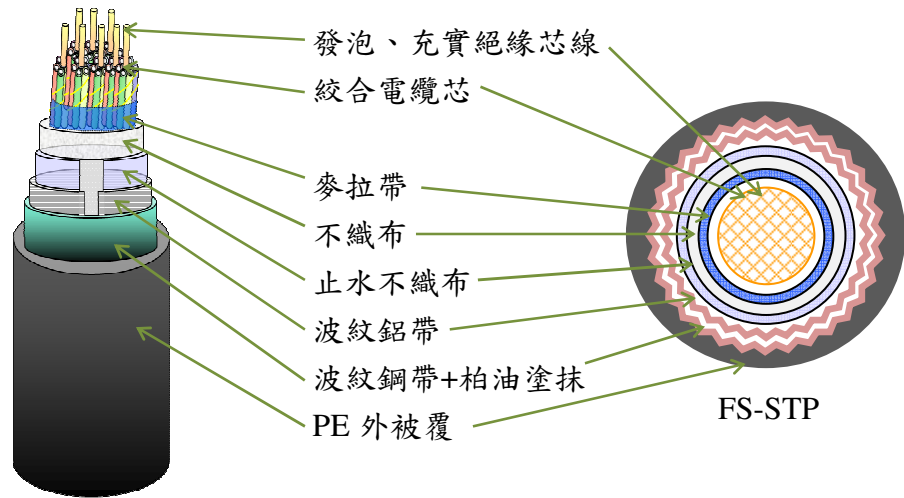 發泡、充實絕緣芯線
絞合電纜芯
麥拉帶
不織布
止水不織布
波紋鋁帶
波紋鋼帶+柏油塗抹
PE 外被覆
FS-STP